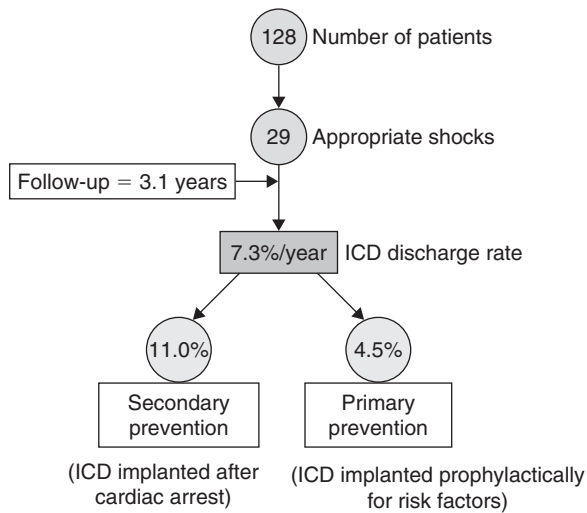 128 Number of patients
29 Appropriate shocks
Follow-up = 3.1 years
7.3%/year ICD discharge rate
11.0%
4.5%
Secondary
prevention
Primary
prevention
(ICD implanted after
cardiac arrest)
(ICD implanted prophylactically
for risk factors)